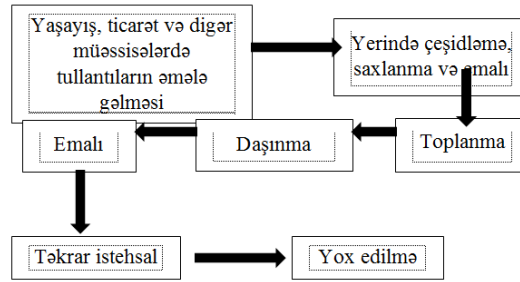 Yaşayış, ticarət və digər
müəssisələrdə
tullantıların əmələ
gəlməsi
Yerində çeşidləmə,
saxlanma və emalı
Toplanma
Daşınma
Emalı
Təkrar istehsal
Yox edilmə